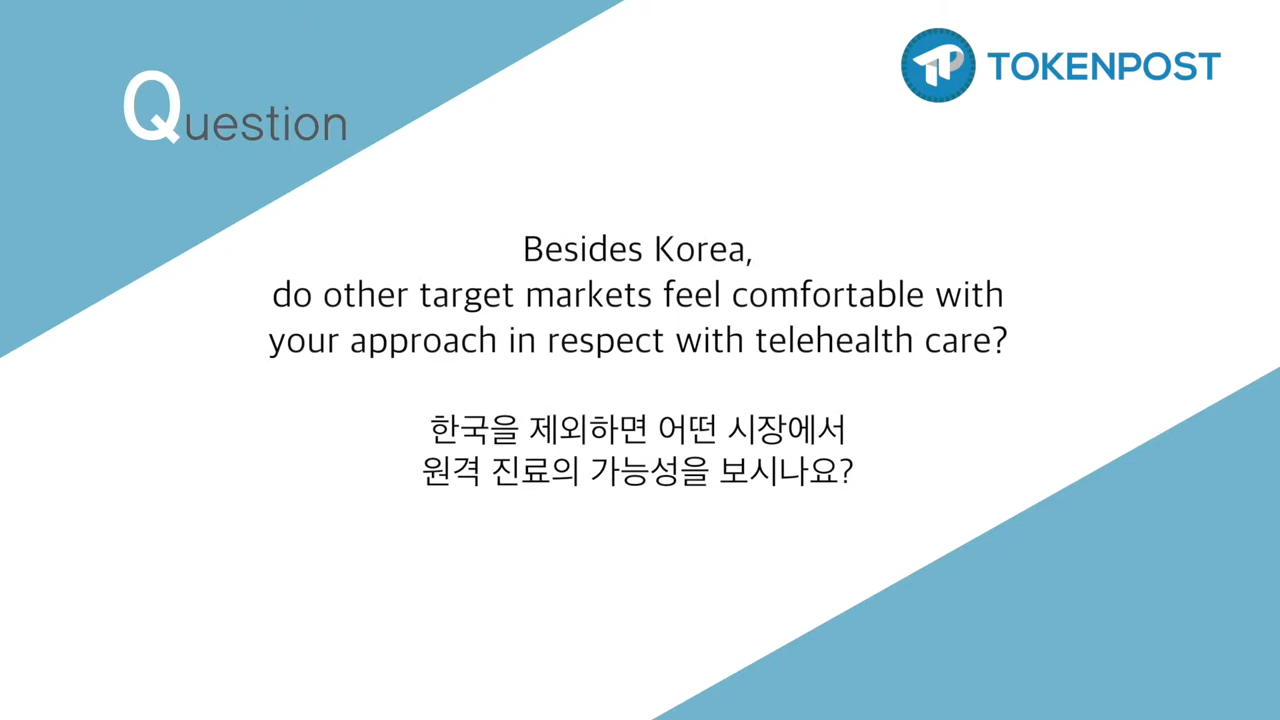 Question
TOKENPOST
Besides Korea,
do other target markets feel comfortable with
your approach in respect with telehealth care?
한국을 제외하면 어떤 시장에서
원격 진료의 가능성을 보시나요?